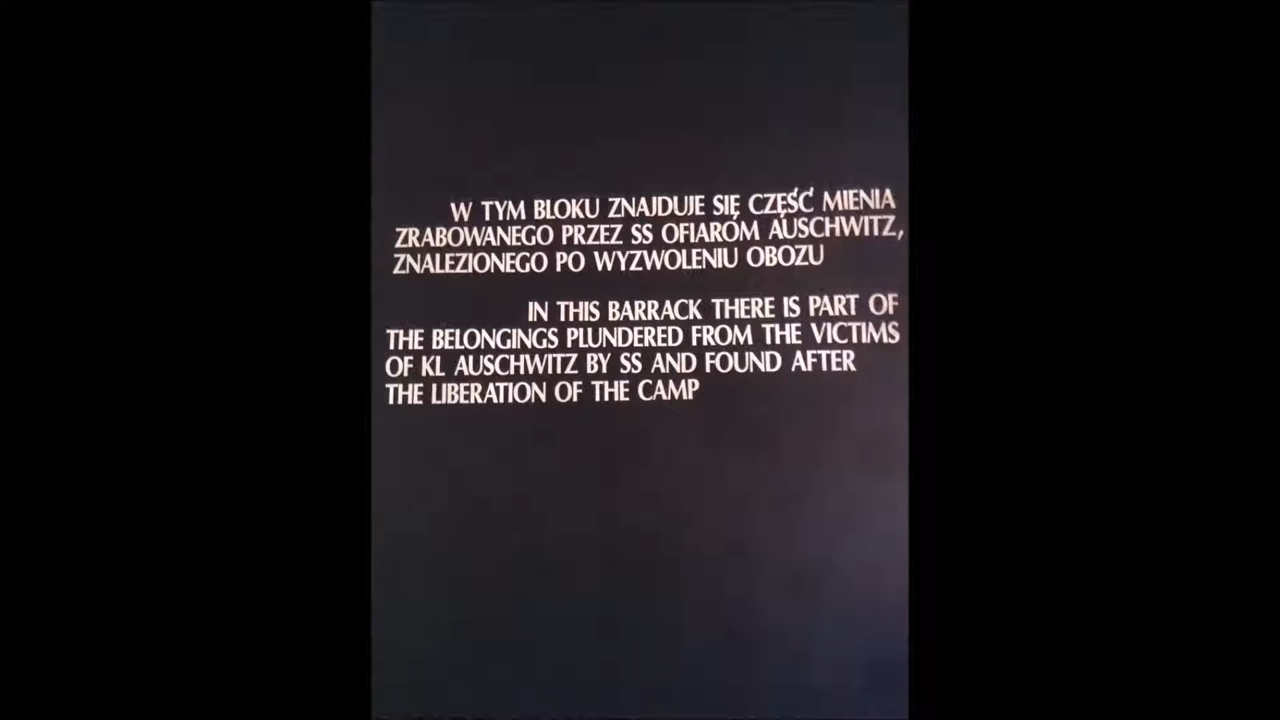 W TYM BLOKU ZNAJDUJE SIĘ CZĘŚĆ MIENIA
ZRABOWANEGO PRZEZ SS OFIAROM AUSCHWITZ,
ZNALEZIONEGO PO WYZWOLENIU OBOZU
IN THIS BARRACK THERE IS PART OF
THE BELONGINGS PLUNDERED FROM THE VICTIMS
OF KL AUSCHWITZ BY SS AND FOUND AFTER
THE LIBERATION OF THE CAMP